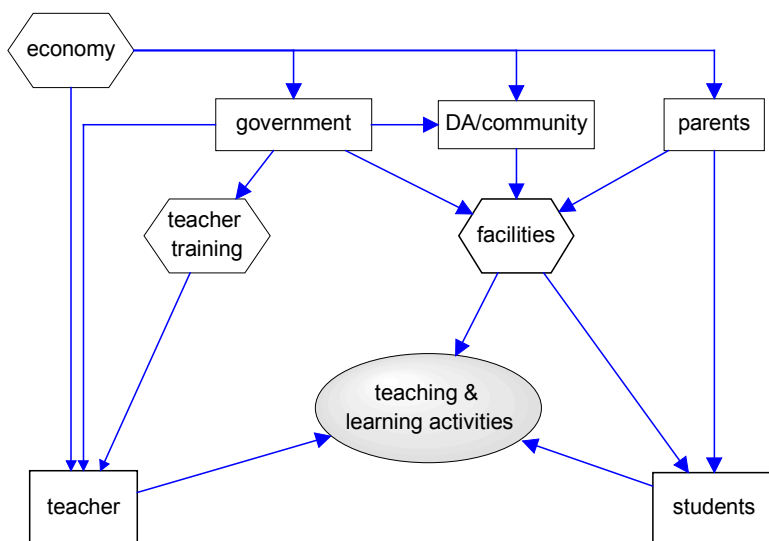 economy
government
DA/community
parents
teacher
training
facilities
teaching &
learning activities
teacher
students